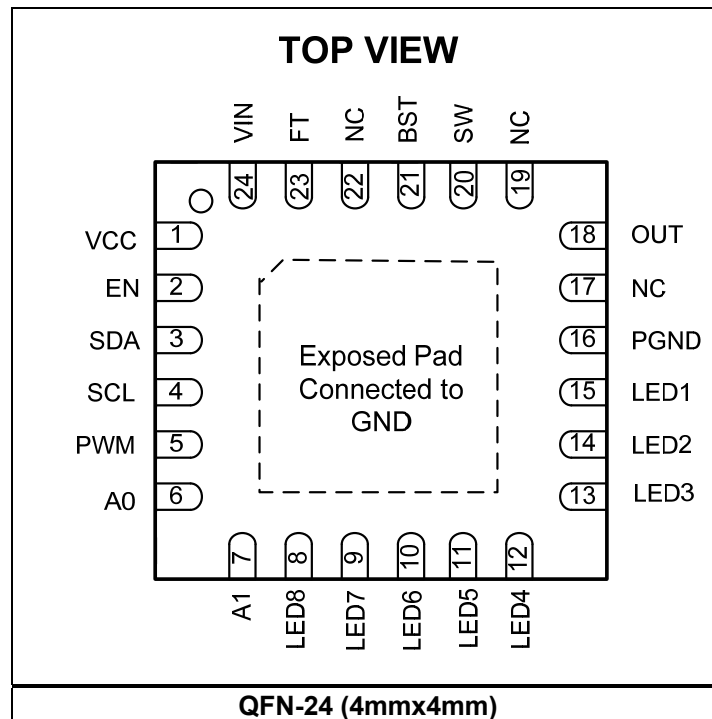 TOP VIEW
VIN FT NC BST SW NC
24 23 22 21 20 19
VCC 1
EN 2
SDA 3
SCL 4
PWM 5
A0 6
Exposed Pad
Connected to
GND
18 OUT
17 NC
16 PGND
15 LED1
14 LED2
13 LED3
7 8 9 10 11 12
A1 LED8 LED7 LED6 LED5 LED4
QFN-24 (4mmx4mm)